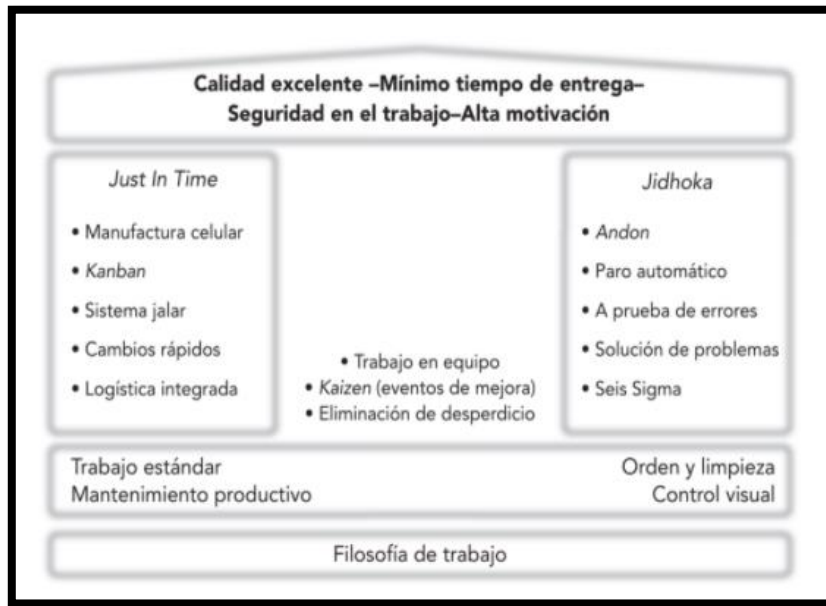 Calidad excelente –Mínimo tiempo de entrega–
Seguridad en el trabajo–Alta motivación
Just In Time
• Manufactura celular
• Kanban
• Sistema jalar
• Cambios rápidos
• Logística integrada
• Trabajo en equipo
• Kaizen (eventos de mejora)
• Eliminación de desperdicio
Jidhoka
• Andon
• Paro automático
• A prueba de errores
• Solución de problemas
• Seis Sigma
Trabajo estándar
Mantenimiento productivo
Orden y limpieza
Control visual
Filosofía de trabajo